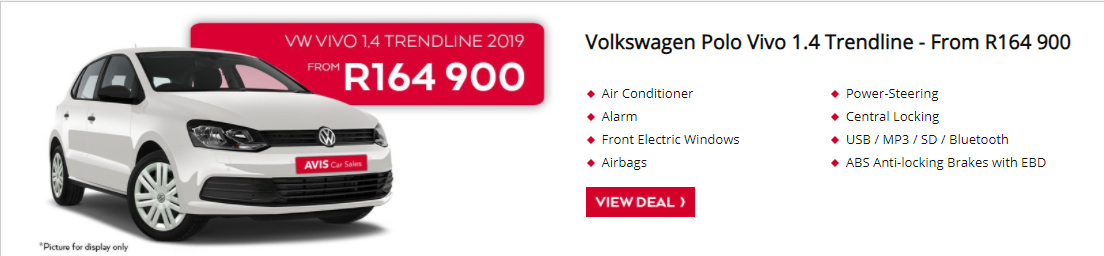 VW VIVO 1.4 TRENDLINE 2019
FROM R164 900
AVIS Car Sales
*Picture for display only
Volkswagen Polo Vivo 1.4 Trendline - From R164 900
Air Conditioner
Alarm
Front Electric Windows
Airbags
Power-Steering
Central Locking
USB / MP3 / SD / Bluetooth
ABS Anti-locking Brakes with EBD
VIEW DEAL ❯